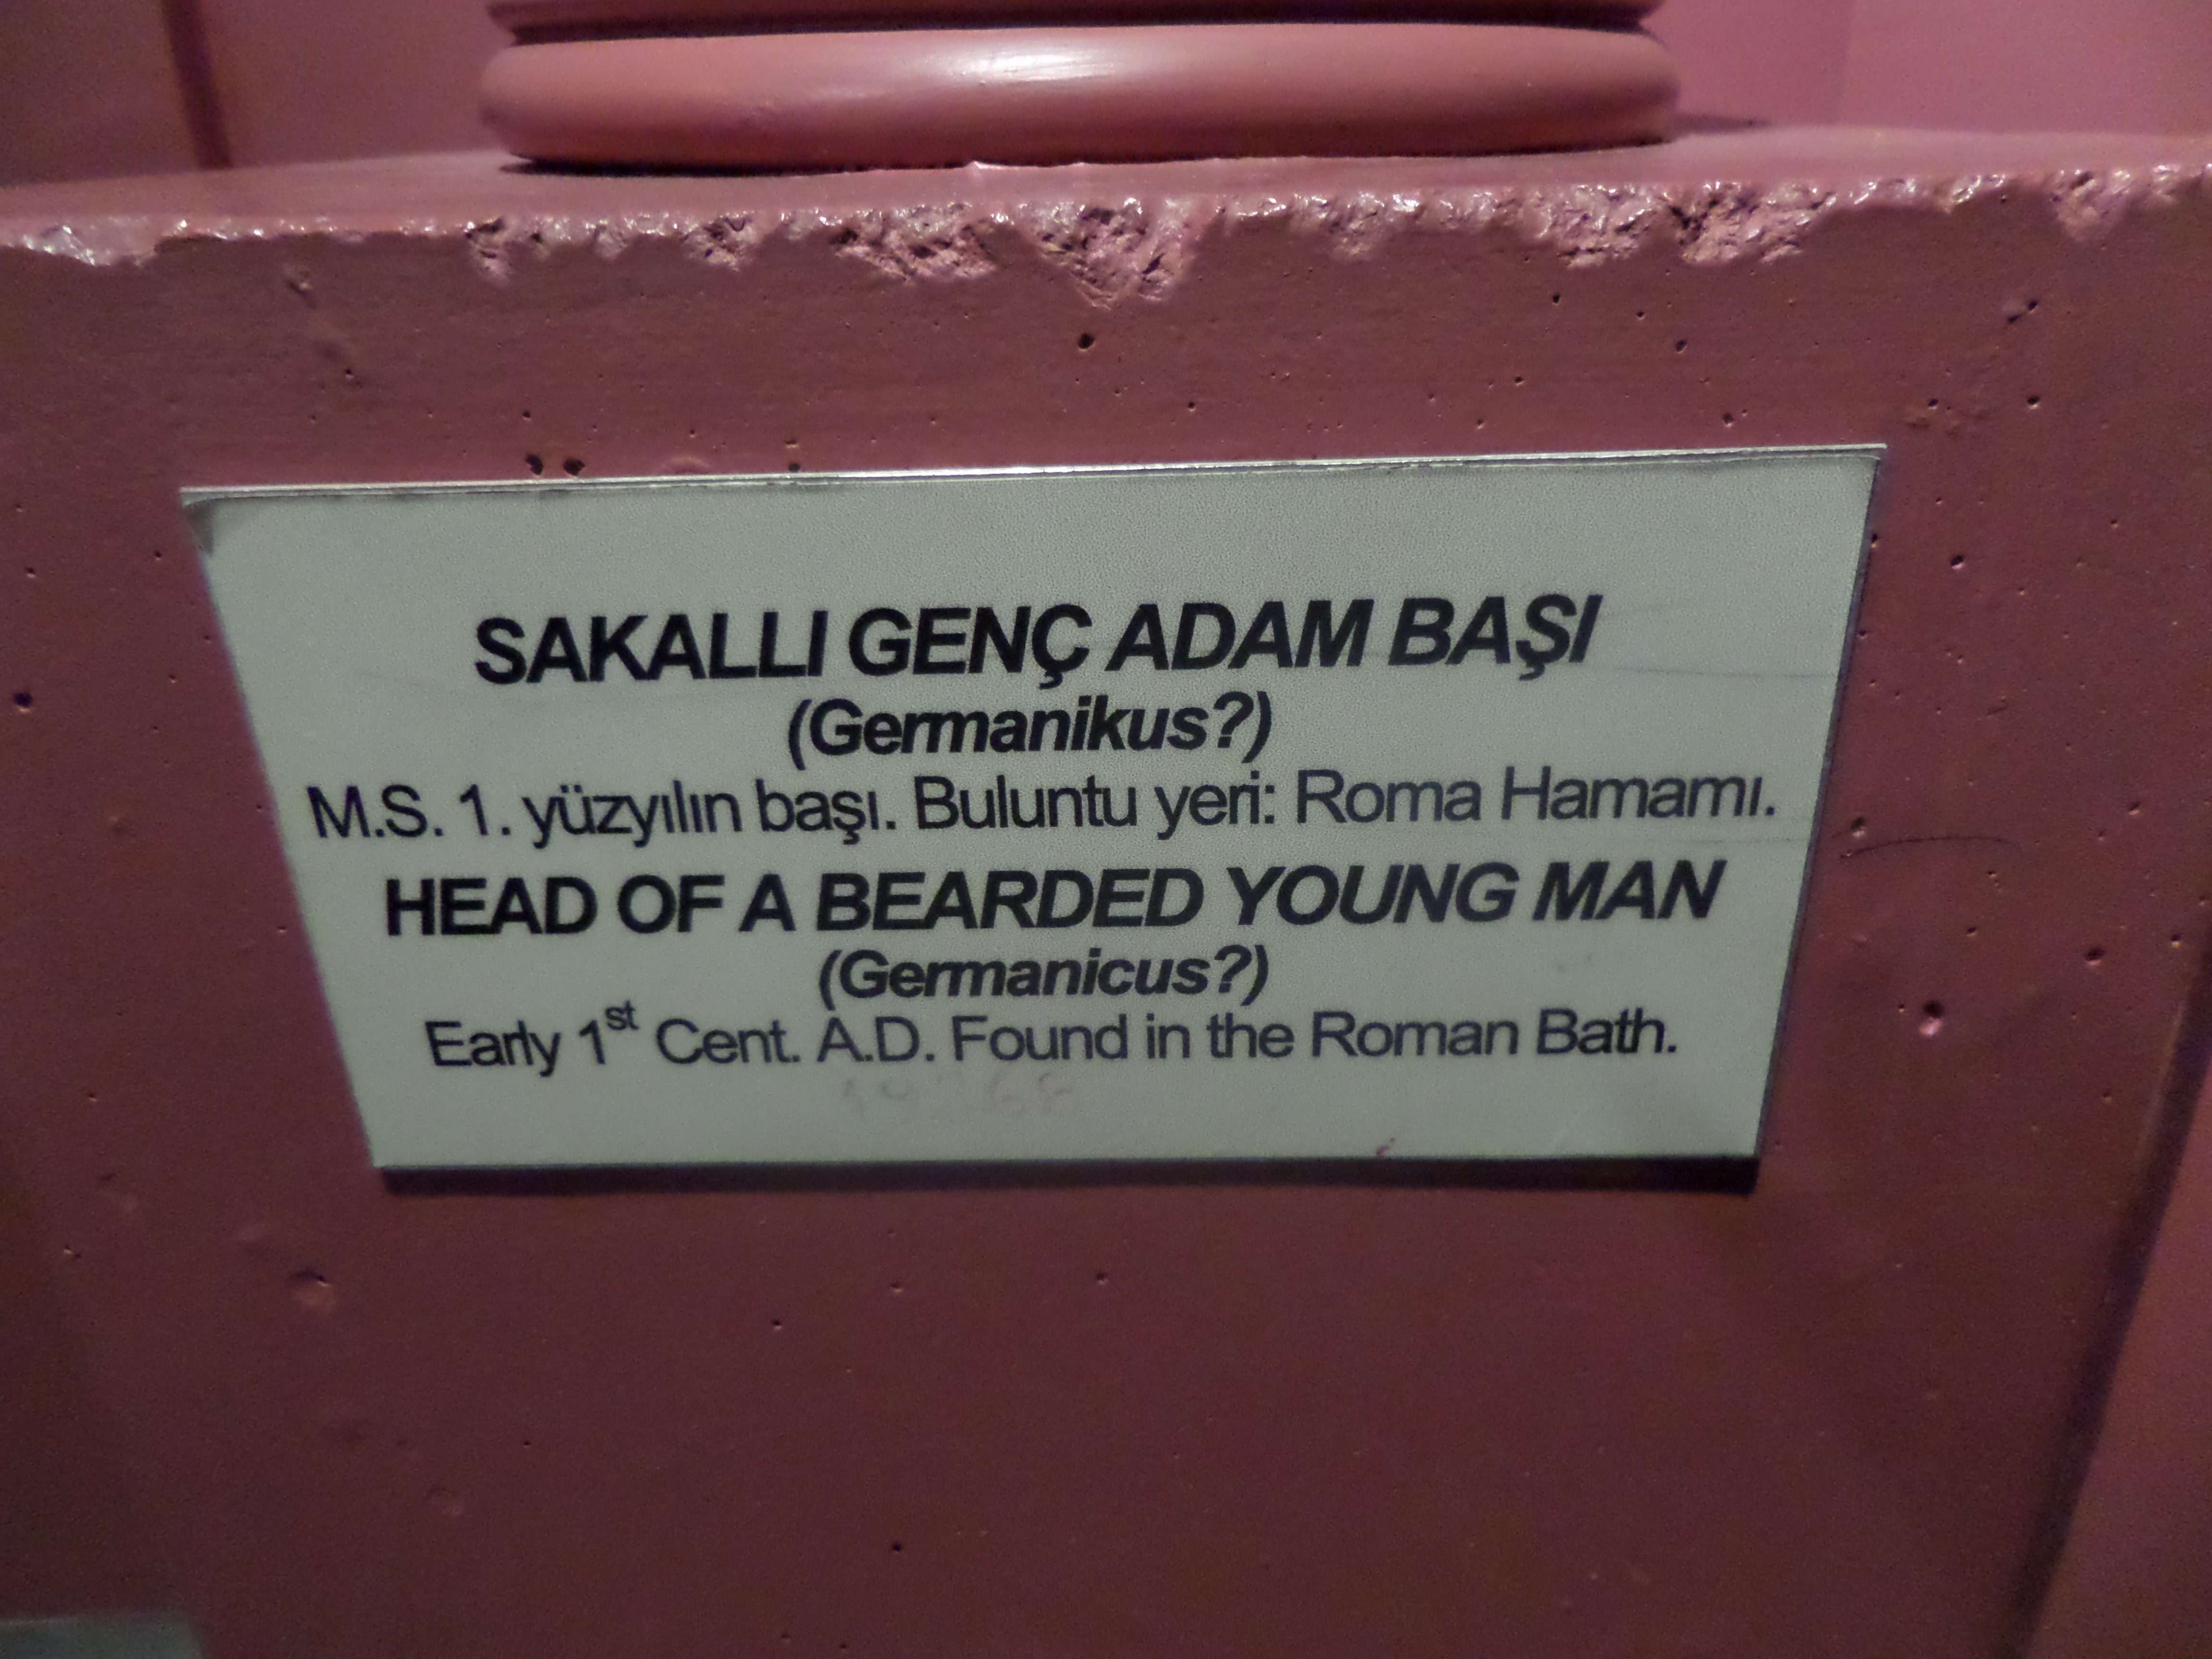 SAKALLI GENÇ ADAM BAŞI
(Germanikus?)
M.S. 1. yüzyılın başı. Buluntu yeri: Roma Hamamı.
HEAD OF A BEARDED YOUNG MAN
(Germanicus?)
Early 1st Cent. A.D. Found in the Roman Bath.